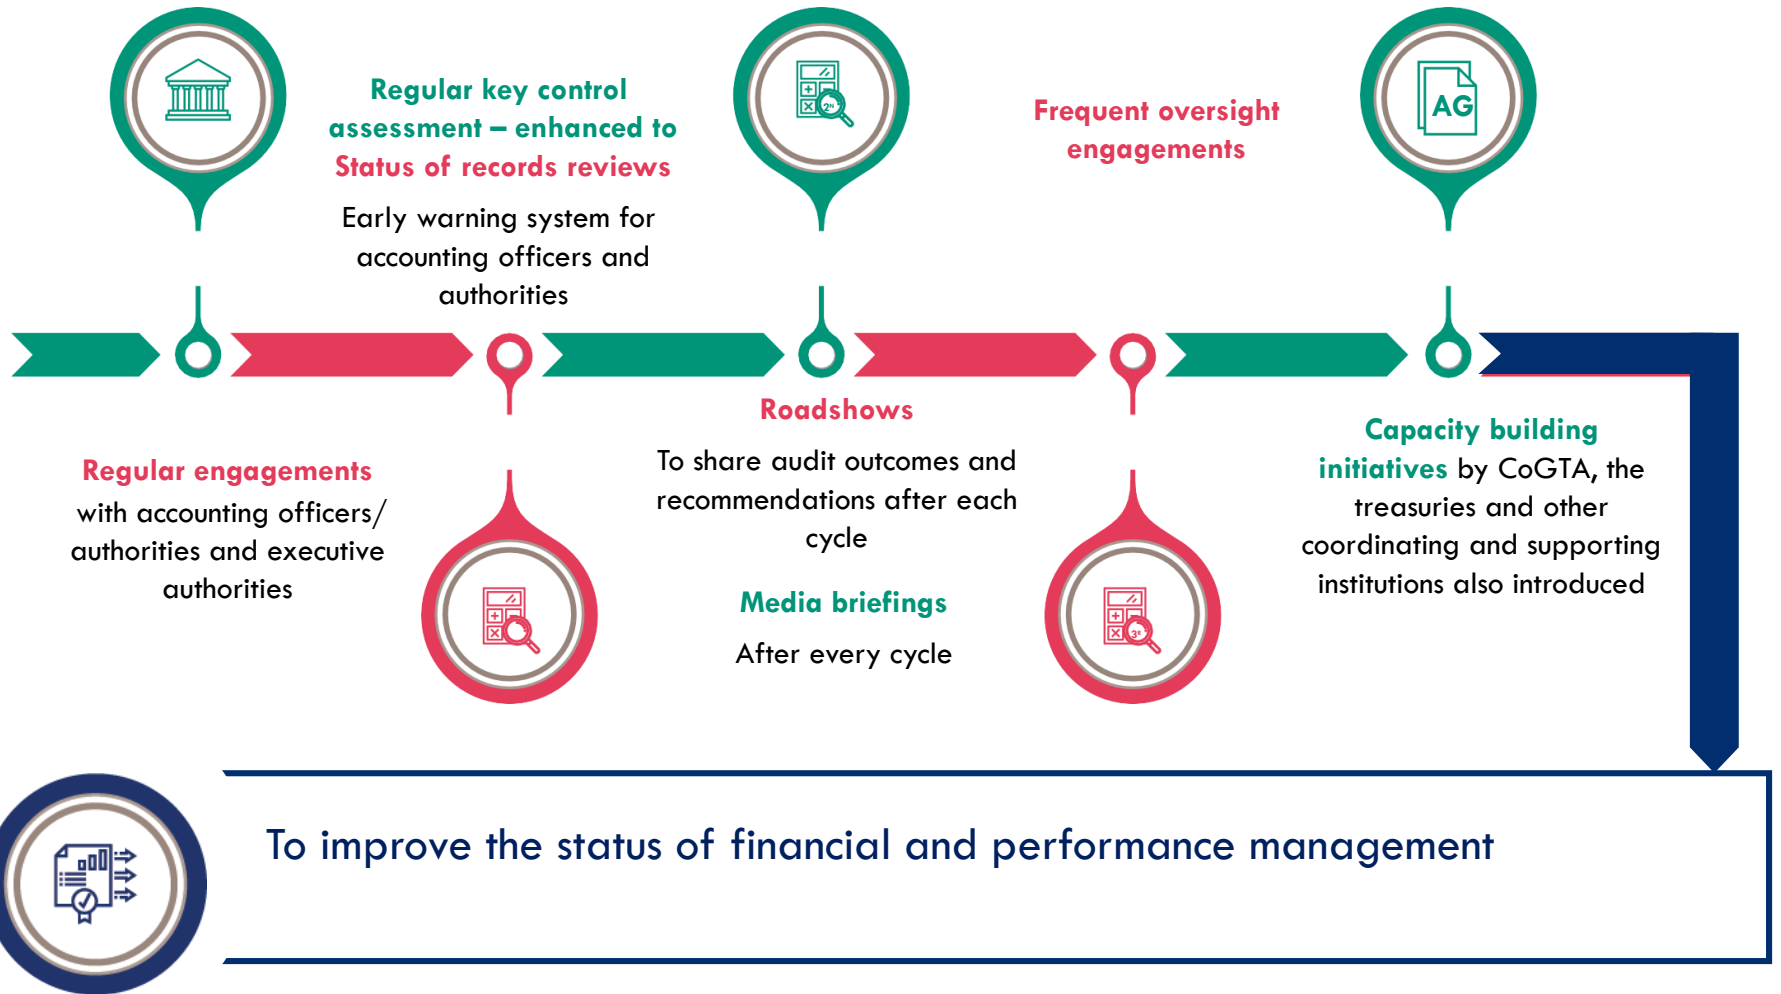 Regular key control
assessment – enhanced to
Status of records reviews
Early warning system for
accounting officers and
authorities
2ᴺ
Frequent oversight
engagements
AG
Regular engagements
with accounting officers/
authorities and executive
authorities
Roadshows
To share audit outcomes and
recommendations after each
cycle
Media briefings
After every cycle
Capacity building
initiatives by CoGTA, the
treasuries and other
coordinating and supporting
institutions also introduced
To improve the status of financial and performance management